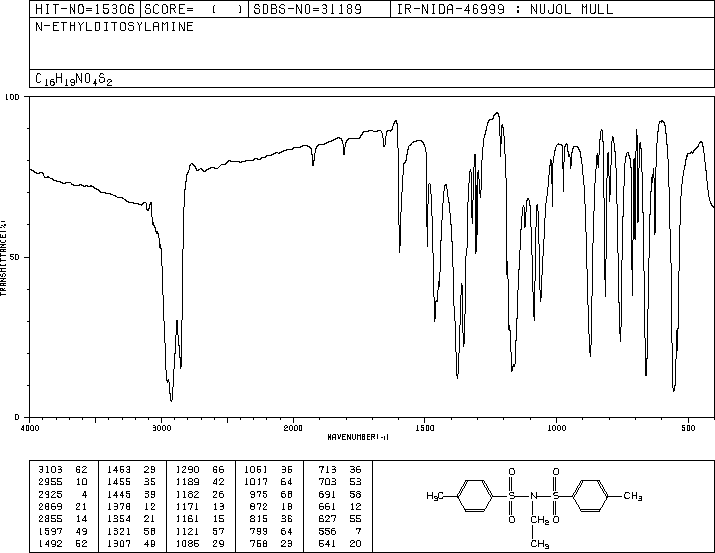 HIT-NO=15306 SCORE= ( ) SDBS-NO=31189 IR-NIDA-46999 : NUJOL MULL
N-ETHYLDITOSYLAMINE
C16H19NO4S2
100
50
0
TRANSMITTANCE(%)
4000 3000 2000 1500 1000 500
WAVENUMBER(-1)
3103 62 1463 29 1290 66 1061 36 713 36
2955 10 1455 35 1189 42 1017 64 703 53
2925 4 1445 39 1182 26 975 68 691 58
2869 21 1378 12 1171 13 872 18 661 12
2855 14 1354 21 1161 15 815 36 627 55
1597 49 1321 58 1121 57 799 64 556 7
1492 52 1307 49 1085 29 758 23 541 20
O O
H3C S N S CH3
O O
CH2
CH3